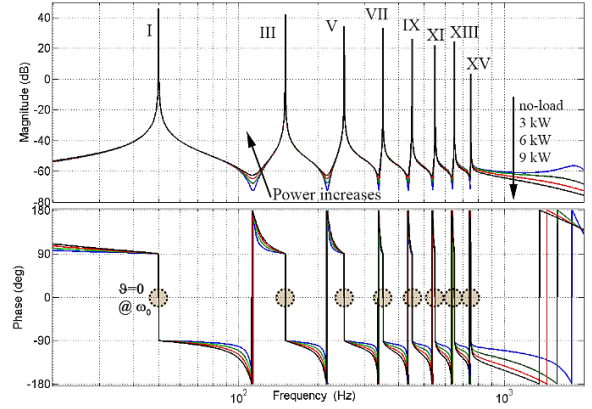 I
III
V
VII
IX
XI
XIII
XV
40
20
0
-20
-40
-60
-80
Magnitude (dB)
no-load
3 kW
6 kW
9 kW
Power increases
180
90
0
-90
-180
Phase (deg)
ϑ=0
@ ω₀
10²
10³
Frequency (Hz)